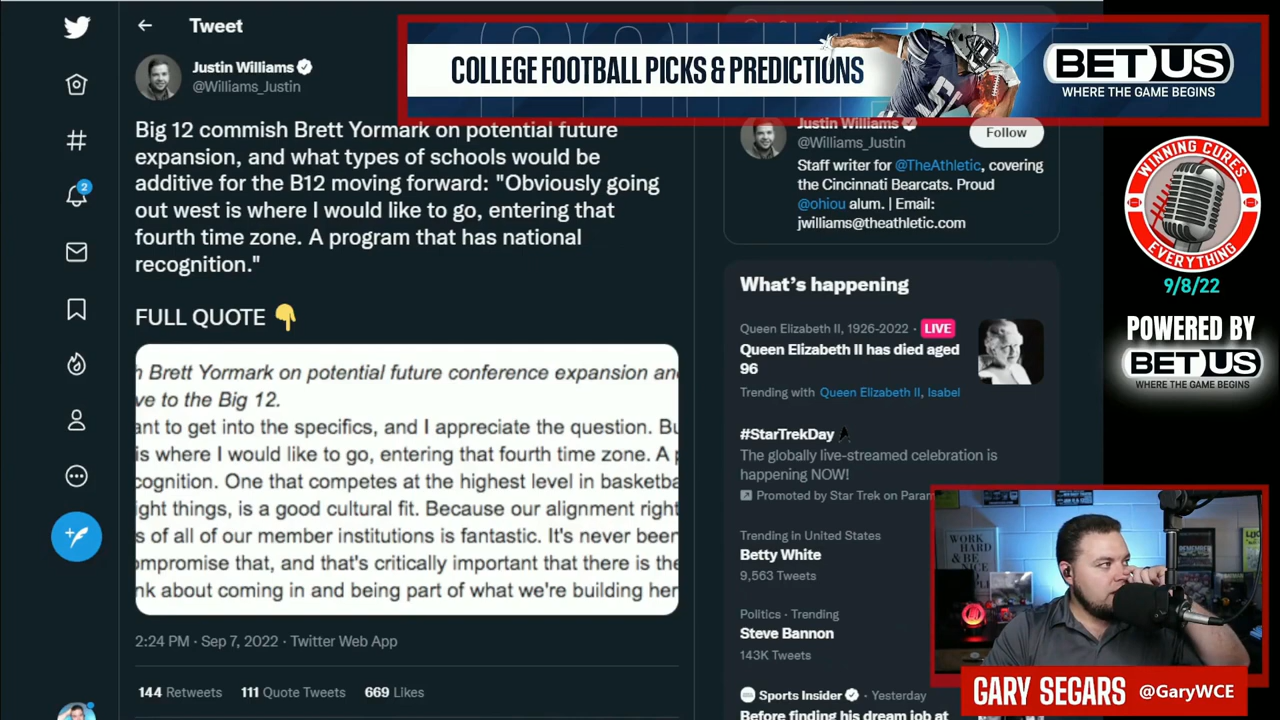 Tweet
Justin Williams
@Williams_Justin
Big 12 commish Brett Yormark on potential future
expansion, and what types of schools would be
additive for the B12 moving forward: "Obviously going
out west is where I would like to go, entering that
fourth time zone. A program that has national
recognition."
FULL QUOTE
h Brett Yormark on potential future conference expansion and
ve to the Big 12.
ant to get into the specifics, and I appreciate the question. Bu
is where I would like to go, entering that fourth time zone. A p
cognition. One that competes at the highest level in basketba
ight things, is a good cultural fit. Because our alignment right
s of all of our member institutions is fantastic. It's never been
ompromise that, and that's critically important that there is the
nk about coming in and being part of what we're building her
2:24 PM · Sep 7, 2022 · Twitter Web App
144 Retweets 111 Quote Tweets 669 Likes
2
COLLEGE FOOTBALL PICKS & PREDICTIONS
BETUS
WHERE THE GAME BEGINS
Justin Williams
@Williams_Justin
Follow
Staff writer for @TheAthletic, covering
the Cincinnati Bearcats. Proud
@ohiou alum. | Email:
jwilliams@theathletic.com
What's happening
Queen Elizabeth II, 1926-2022 · LIVE
Queen Elizabeth II has died aged
96
Trending with Queen Elizabeth II, Isabel
#StarTrekDay
The globally live-streamed celebration is
happening NOW!
Promoted by Star Trek on Param
Trending in United States
Betty White
9,563 Tweets
Politics · Trending
Steve Bannon
143K Tweets
Sports Insider · Yesterday
Before finding his dream job at
WINNING CURES
EVERYTHING
9/8/22
POWERED BY
BETUS
WHERE THE GAME BEGINS
WORK
HARD
& BE
NICE
GARY SEGARS @GaryWCE